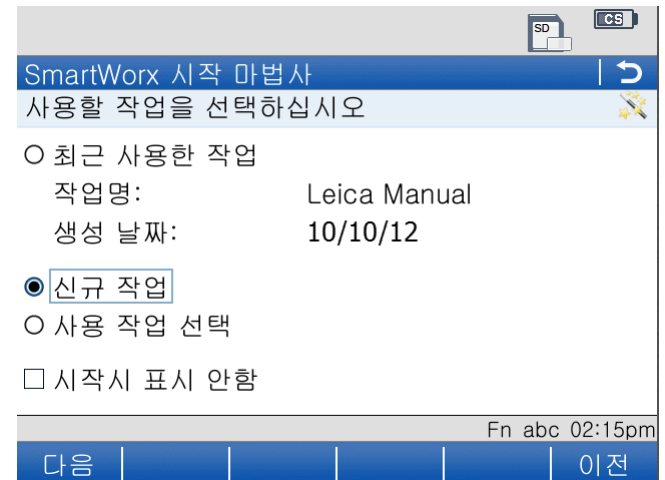 SD
CS
SmartWorx 시작 마법사
사용할 작업을 선택하십시오
최근 사용한 작업
작업명: Leica Manual
생성 날짜: 10/10/12
신규 작업
사용 작업 선택
시작시 표시 안함
Fn abc 02:15pm
다음 이전